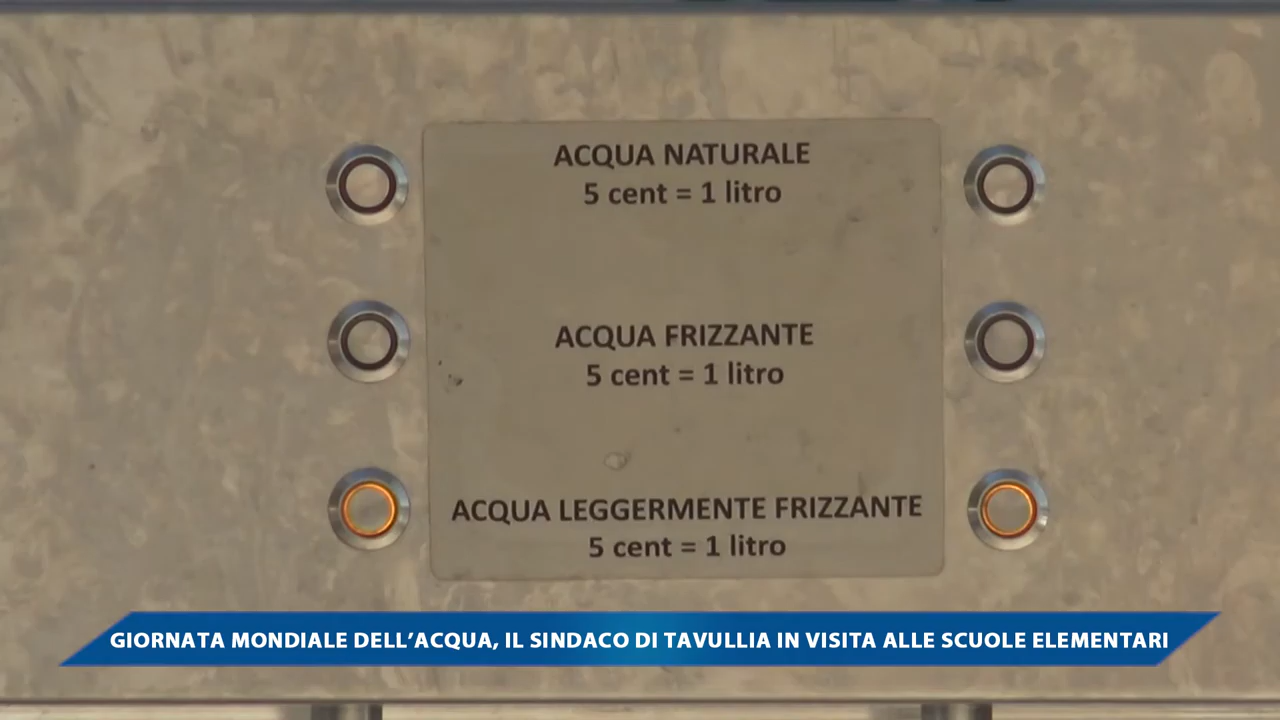 ACQUA NATURALE
5 cent = 1 litro
ACQUA FRIZZANTE
5 cent = 1 litro
ACQUA LEGGERMENTE FRIZZANTE
5 cent = 1 litro
GIORNATA MONDIALE DELL'ACQUA, IL SINDACO DI TAVULLIA IN VISITA ALLE SCUOLE ELEMENTARI